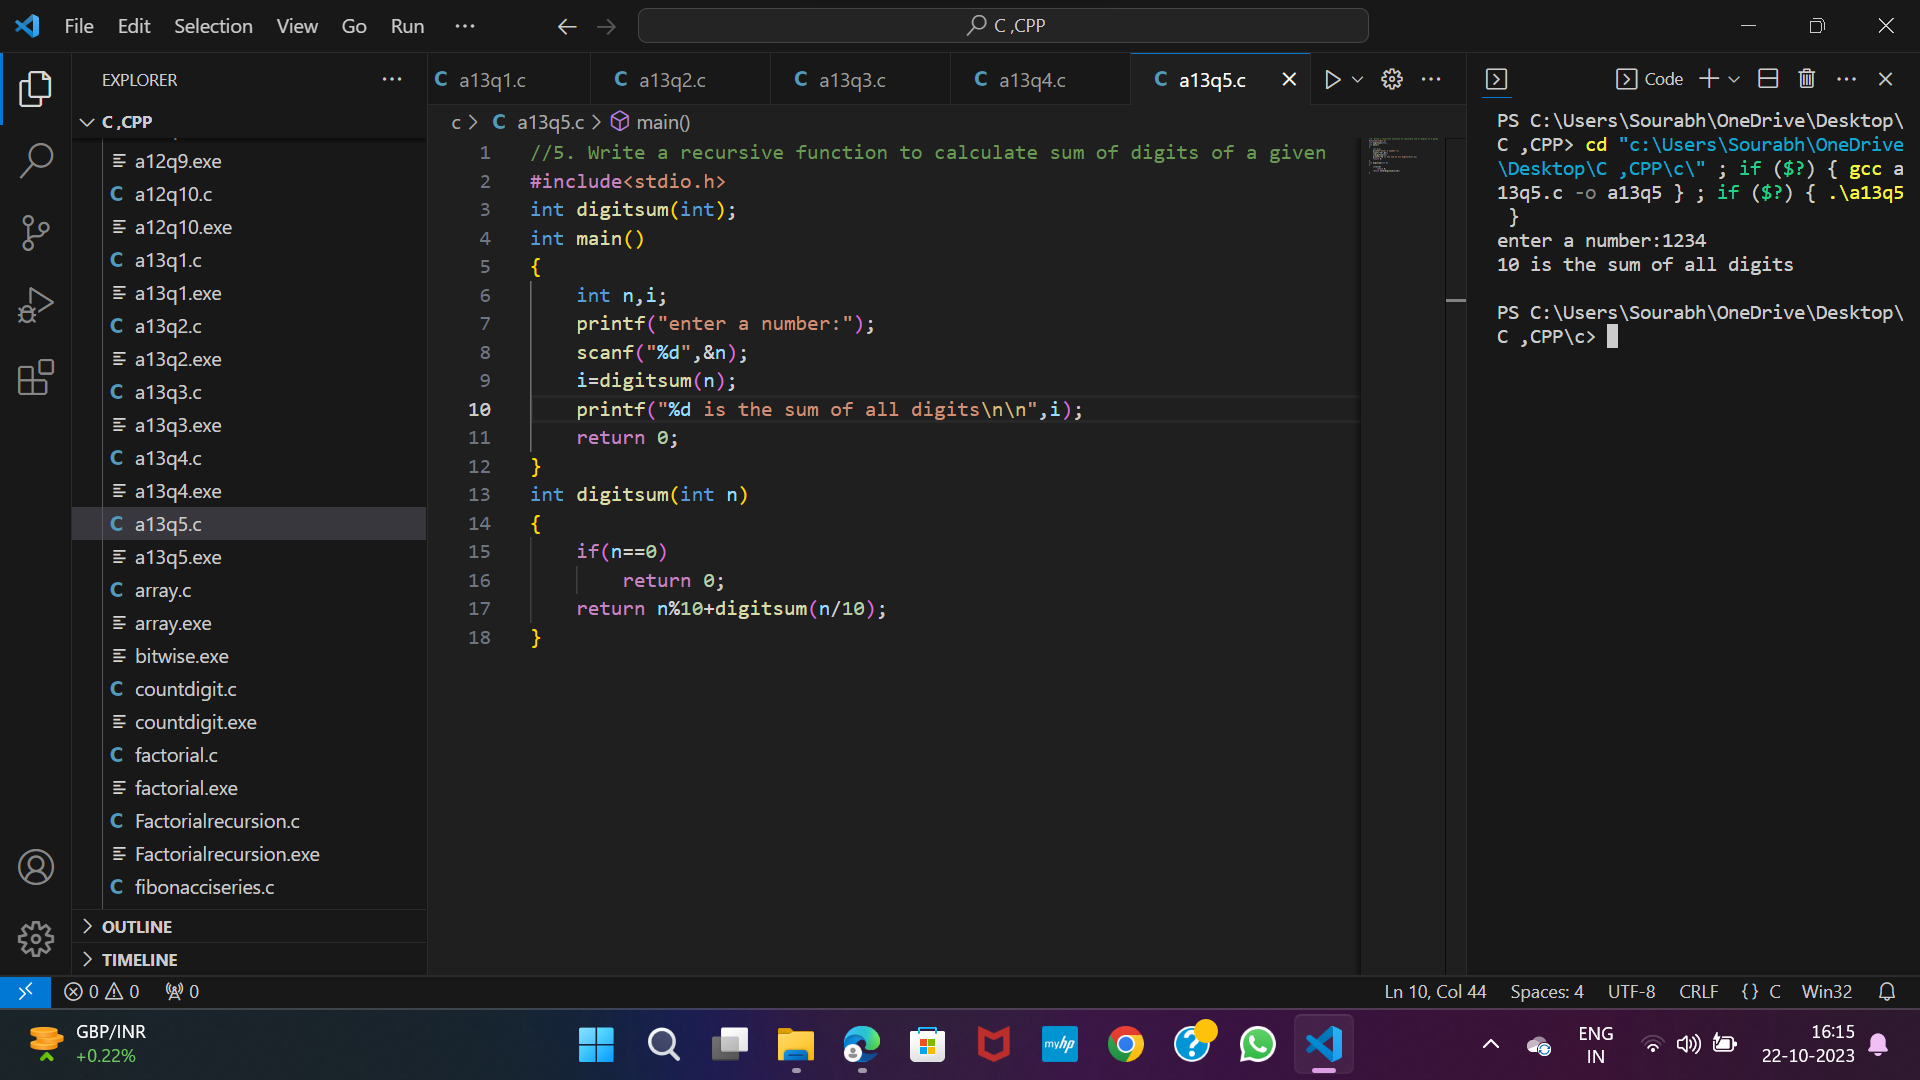 File Edit Selection View Go Run ···
C ,CPP
EXPLORER
C ,CPP
a12q9.exe
a12q10.c
a12q10.exe
a13q1.c
a13q1.exe
a13q2.c
a13q2.exe
a13q3.c
a13q3.exe
a13q4.c
a13q4.exe
a13q5.c
a13q5.exe
array.c
array.exe
bitwise.exe
countdigit.c
countdigit.exe
factorial.c
factorial.exe
Factorialrecursion.c
Factorialrecursion.exe
fibonacciseries.c
OUTLINE
TIMELINE
a13q1.c a13q2.c a13q3.c a13q4.c a13q5.c
c > C a13q5.c > main()
1 //5. Write a recursive function to calculate sum of digits of a given
2 #include<stdio.h>
3 int digitsum(int);
4 int main()
5 {
6 int n,i;
7 printf("enter a number:");
8 scanf("%d",&n);
9 i=digitsum(n);
10 printf("%d is the sum of all digits\n\n",i);
11 return 0;
12 }
13 int digitsum(int n)
14 {
15 if(n==0)
16 return 0;
17 return n%10+digitsum(n/10);
18 }
Code
PS C:\Users\Sourabh\OneDrive\Desktop\
C ,CPP> cd "c:\Users\Sourabh\OneDrive
\Desktop\C ,CPP\c\" ; if ($?) { gcc a
13q5.c -o a13q5 } ; if ($?) { .\a13q5
}
enter a number:1234
10 is the sum of all digits
PS C:\Users\Sourabh\OneDrive\Desktop\
C ,CPP\c>
0 0 0
Ln 10, Col 44 Spaces: 4 UTF-8 CRLF {} C Win32
GBP/INR
+0.22%
myhp
ENG
IN
16:15
22-10-2023